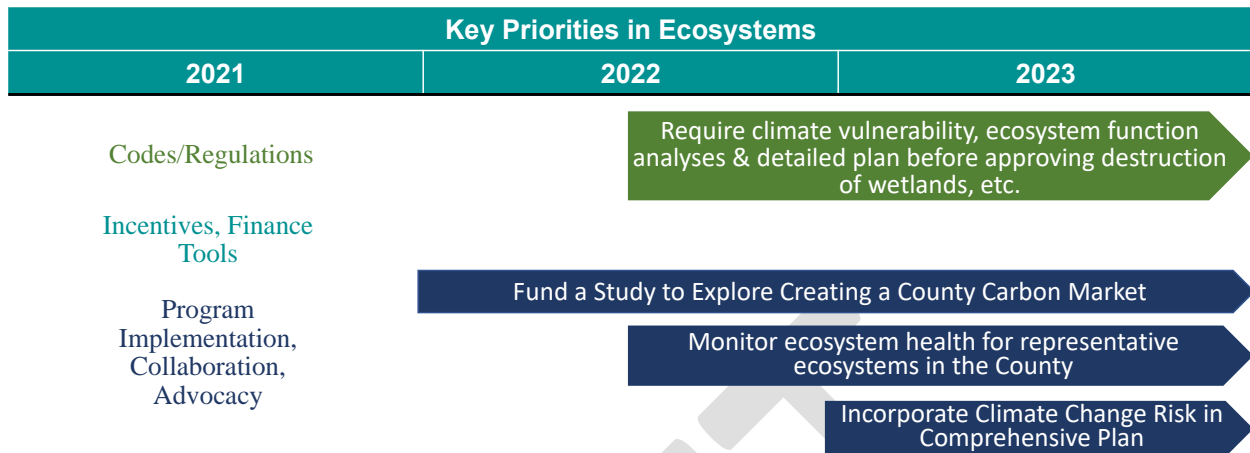 Key Priorities in Ecosystems
2021
2022
2023
Codes/Regulations
Require climate vulnerability, ecosystem function
analyses & detailed plan before approving destruction
of wetlands, etc.
Incentives, Finance
Tools
Program
Implementation,
Collaboration,
Advocacy
Fund a Study to Explore Creating a County Carbon Market
Monitor ecosystem health for representative
ecosystems in the County
Incorporate Climate Change Risk in
Comprehensive Plan